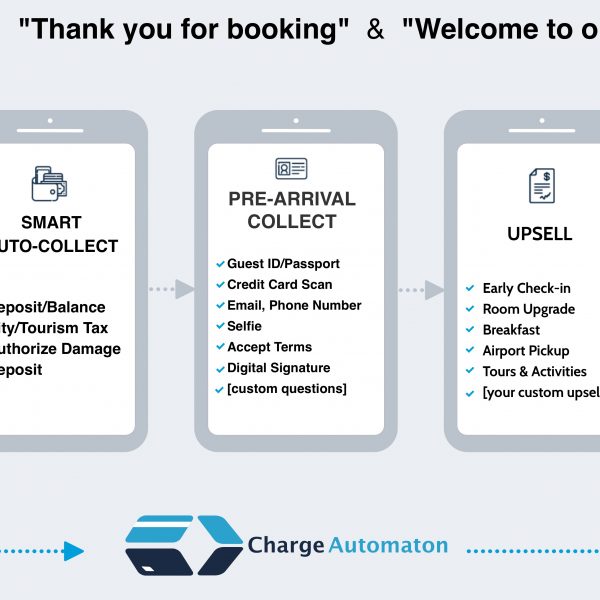 "Thank you for booking" & "Welcome to o
SMART
UTO-COLLECT
eposit/Balance
ity/Tourism Tax
uthorize Damage
eposit
PRE-ARRIVAL
COLLECT
Guest ID/Passport
Credit Card Scan
Email, Phone Number
Selfie
Accept Terms
Digital Signature
[custom questions]
$
UPSELL
Early Check-in
Room Upgrade
Breakfast
Airport Pickup
Tours & Activities
[your custom upsel
Charge Automaton